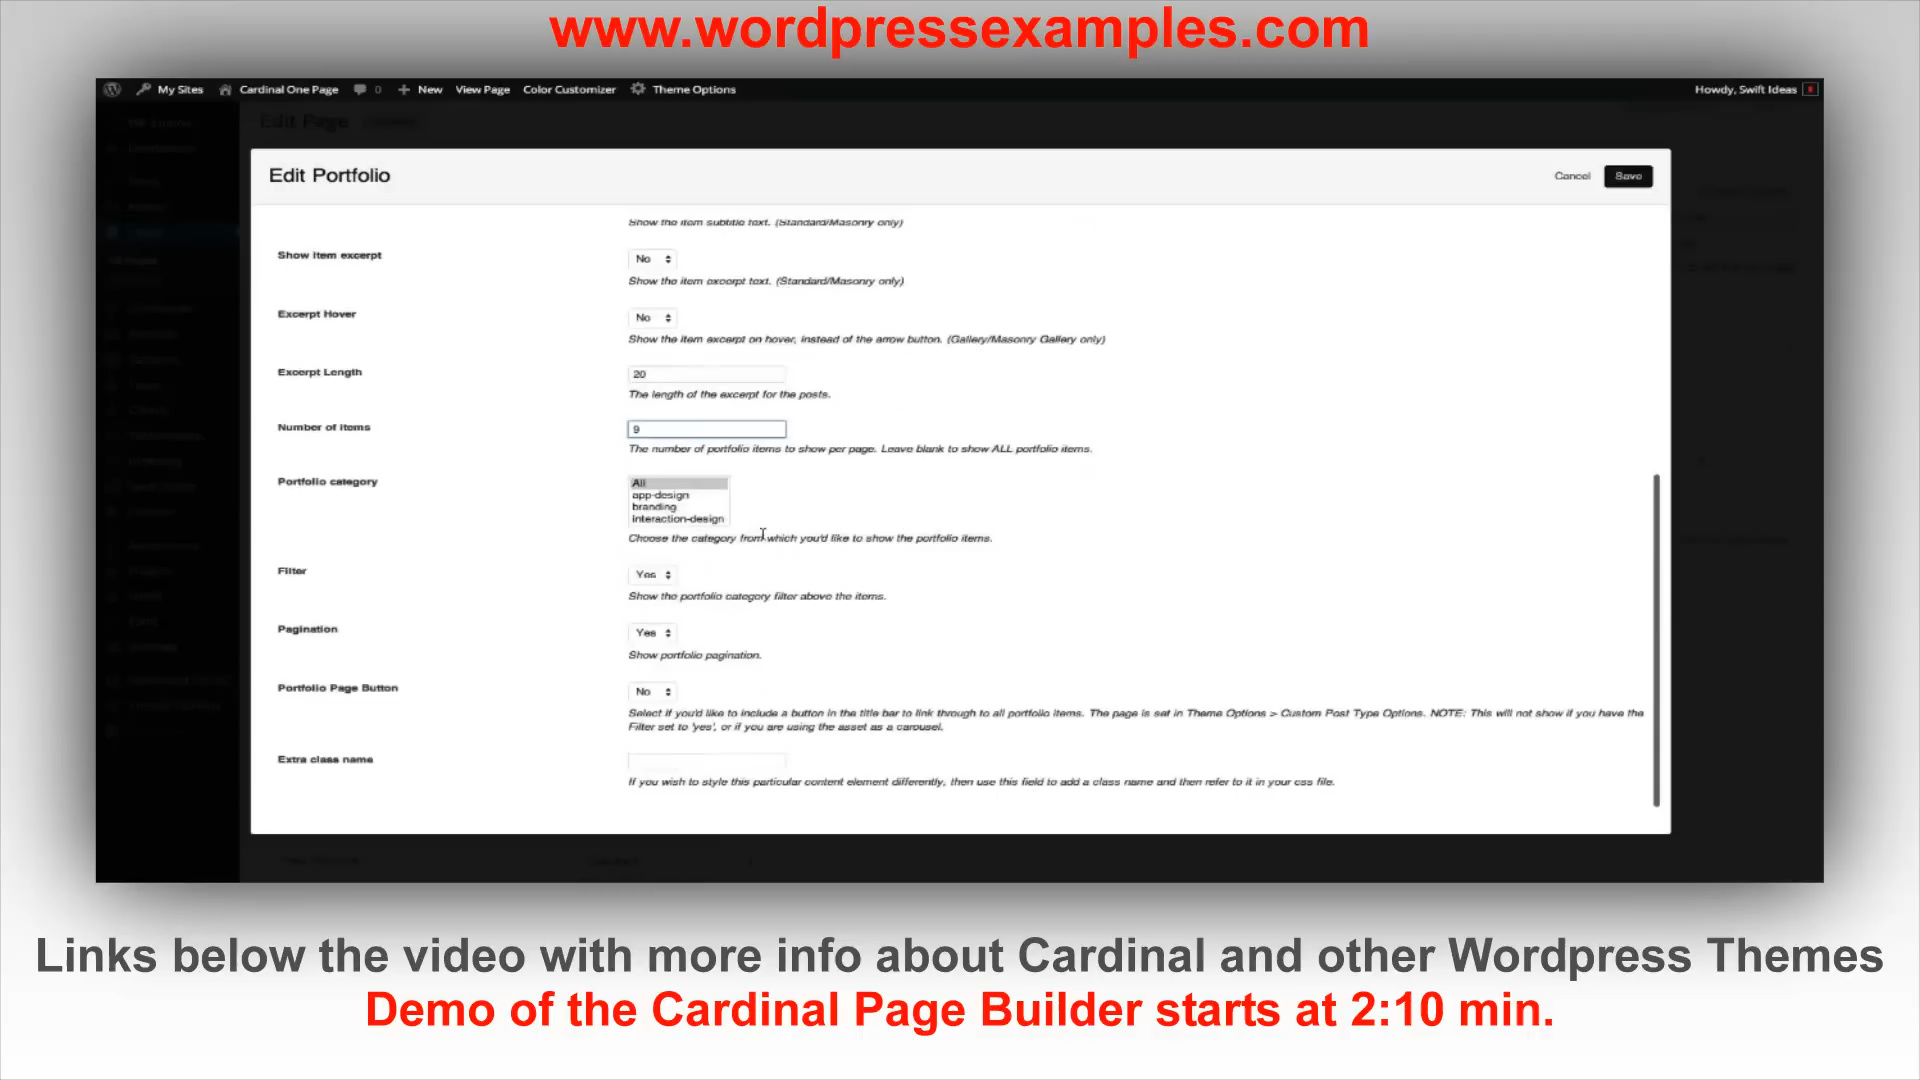 www.wordpressexamples.com
My Sites Cardinal One Page 0 New View Page Color Customizer Theme Options Howdy, Swift Ideas
Edit Page
Edit Portfolio Cancel Save
Show the item subtitle text. (Standard/Masonry only)
Show item excerpt No
Show the item excerpt text. (Standard/Masonry only)
Excerpt Hover No
Show the item excerpt on hover, instead of the arrow button. (Gallery/Masonry Gallery only)
Excerpt Length 20
The length of the excerpt for the posts.
Number of items 9
The number of portfolio items to show per page. Leave blank to show ALL portfolio items.
Portfolio category All
app-design
branding
interaction-design
Choose the category from which you'd like to show the portfolio items.
Filter Yes
Show the portfolio category filter above the items.
Pagination Yes
Show portfolio pagination.
Portfolio Page Button No
Select if you'd like to include a button in the title bar to link through to all portfolio items. The page is set in Theme Options > Custom Post Type Options. NOTE: This will not show if you have the
Filter set to 'yes', or if you are using the asset as a carousel.
Extra class name
If you wish to style this particular content element differently, then use this field to add a class name and then refer to it in your css file.
Links below the video with more info about Cardinal and other Wordpress Themes
Demo of the Cardinal Page Builder starts at 2:10 min.